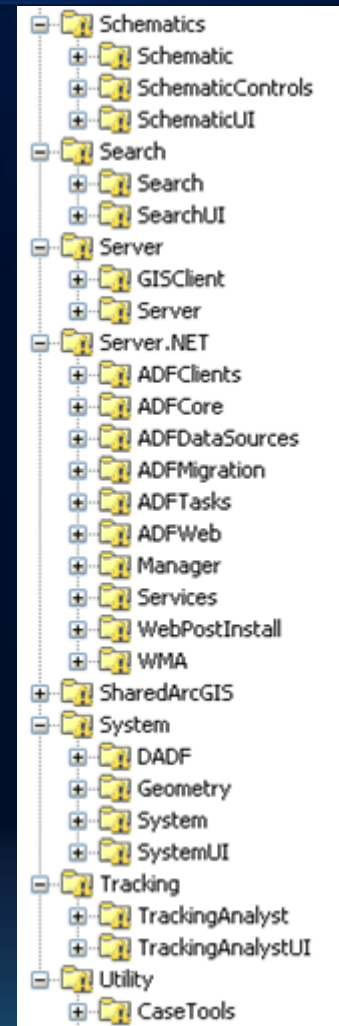 Schematics
Schematic
SchematicControls
SchematicUI
Search
Search
SearchUI
Server
GISClient
Server
Server.NET
ADFClients
ADFCore
ADFDataSources
ADFMigration
ADFTasks
ADFWeb
Manager
Services
WebPostInstall
WMA
SharedArcGIS
System
DADF
Geometry
System
SystemUI
Tracking
TrackingAnalyst
TrackingAnalystUI
Utility
CaseTools